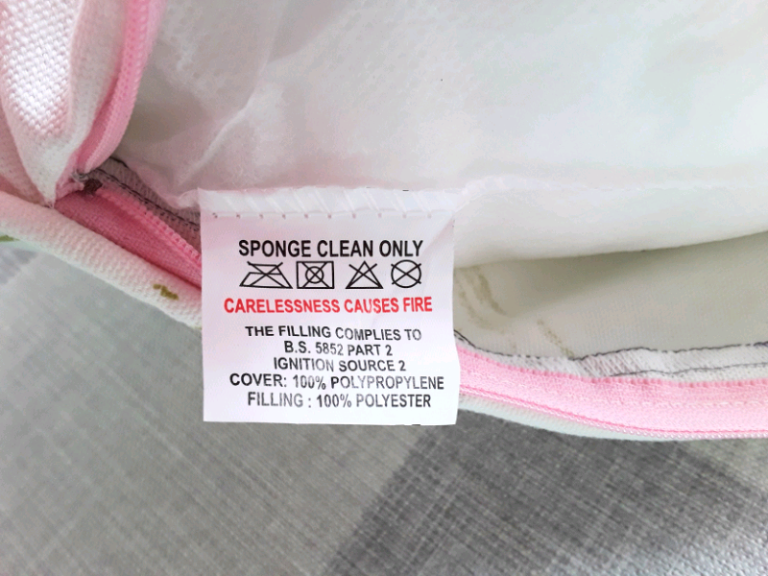 SPONGE CLEAN ONLY
CARELESSNESS CAUSES FIRE
THE FILLING COMPLIES TO
B.S. 5852 PART 2
IGNITION SOURCE 2
COVER: 100% POLYPROPYLENE
FILLING : 100% POLYESTER